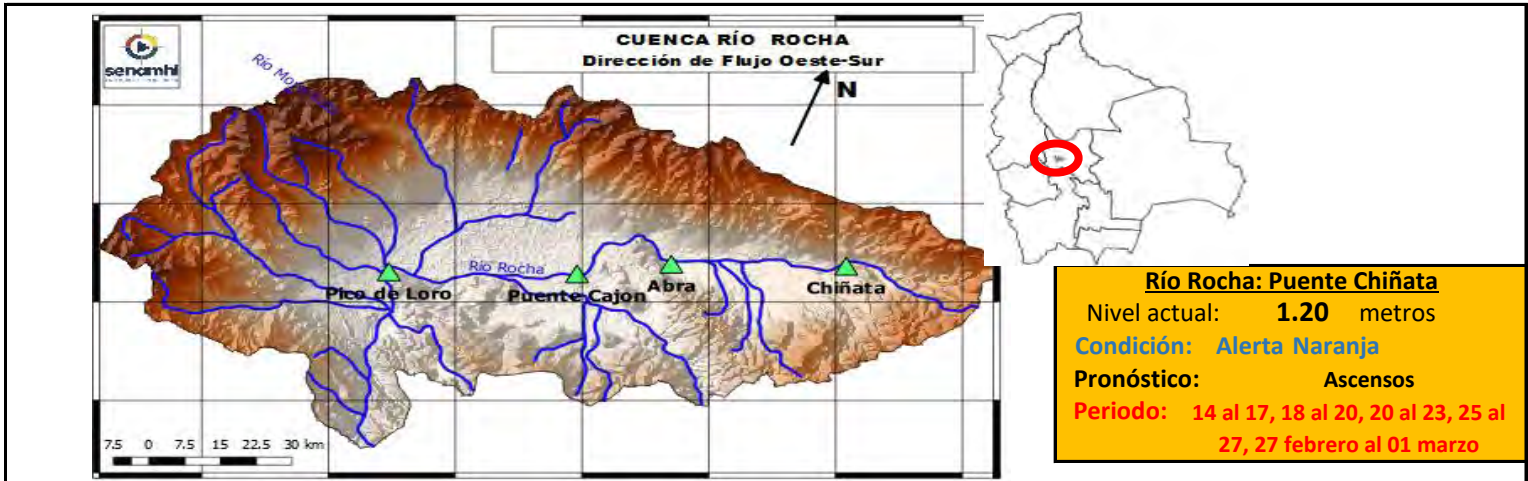 senamhi
CUENCA RÍO ROCHA
Dirección de Flujo Oeste-Sur
N
Río Rocha
Pico de Loro
Puente Cajon
Abra
Chiñata
7.5 0 7.5 15 22.5 30 km
Río Rocha: Puente Chiñata
Nivel actual: 1.20 metros
Condición: Alerta Naranja
Pronóstico: Ascensos
Periodo: 14 al 17, 18 al 20, 20 al 23, 25 al
27, 27 febrero al 01 marzo